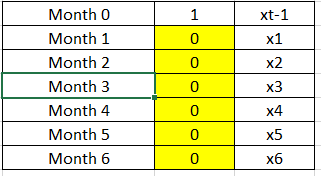 Month 0 1 xt-1
Month 1 0 x1
Month 2 0 x2
Month 3 0 x3
Month 4 0 x4
Month 5 0 x5
Month 6 0 x6